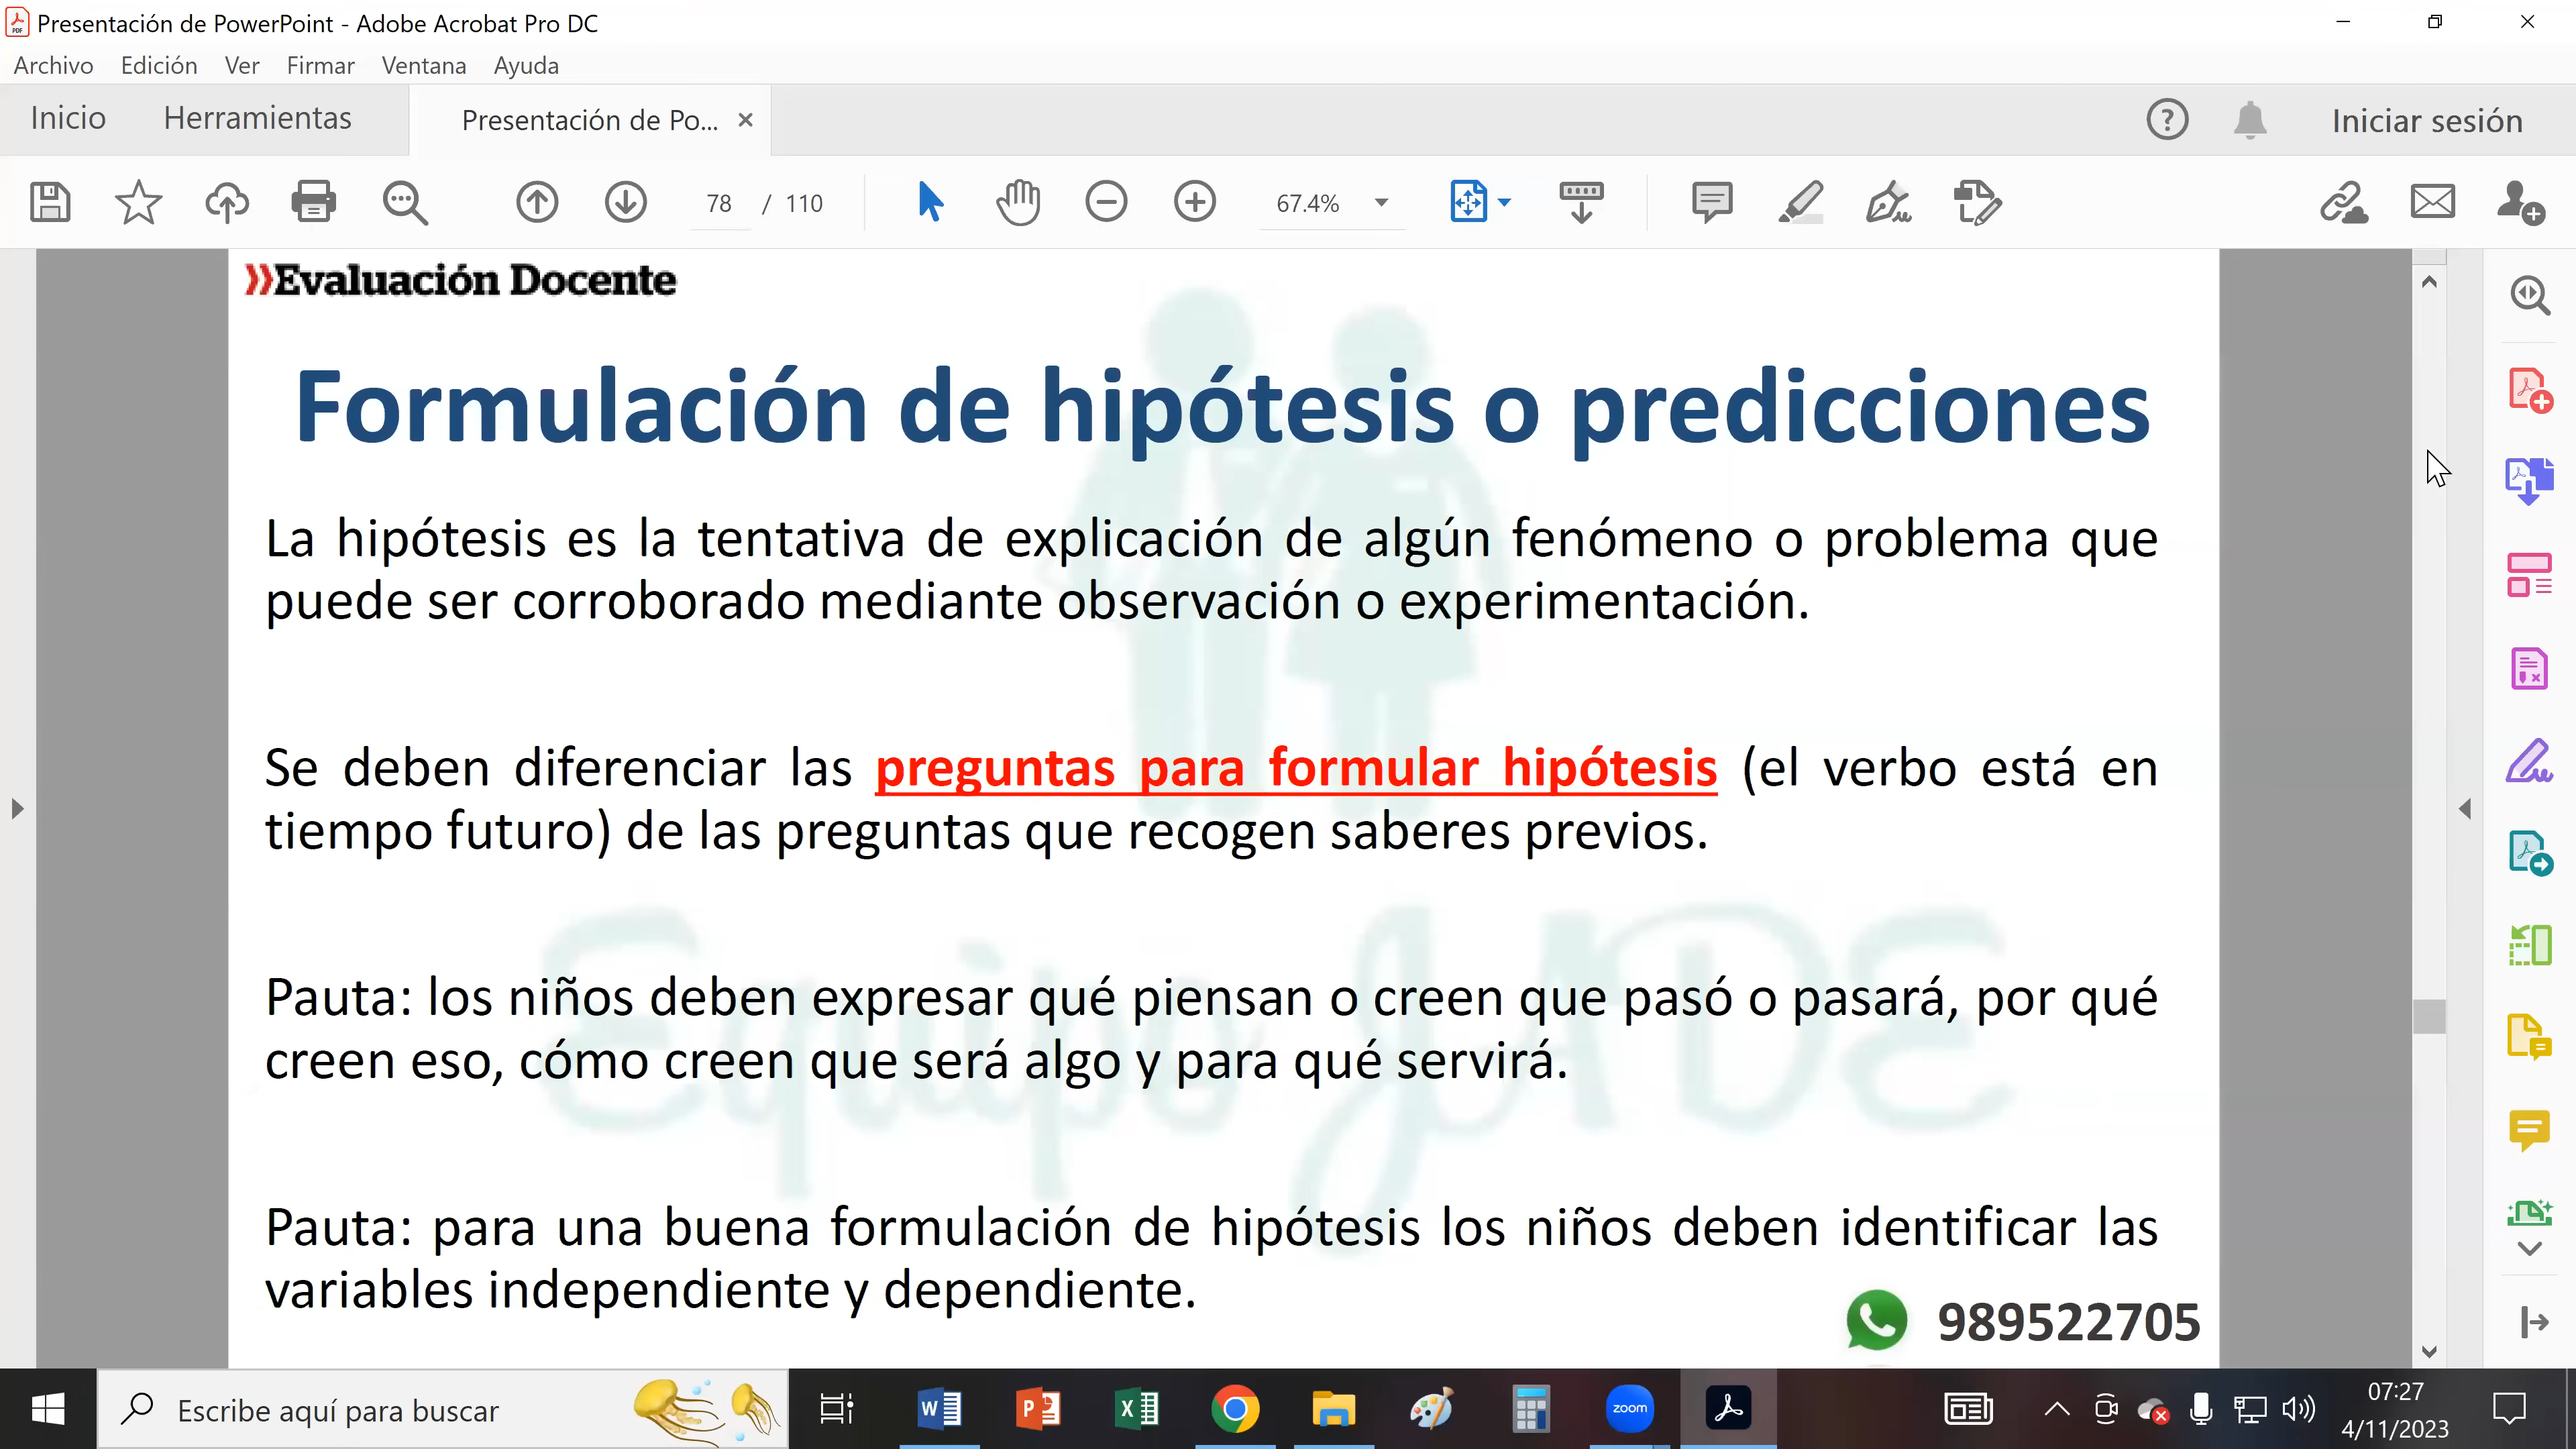 Presentación de PowerPoint - Adobe Acrobat Pro DC
Archivo Edición Ver Firmar Ventana Ayuda
Inicio Herramientas Presentación de Po... Iniciar sesión
78 / 110 67.4%
Evaluación Docente
Formulación de hipótesis o predicciones
La hipótesis es la tentativa de explicación de algún fenómeno o problema que
puede ser corroborado mediante observación o experimentación.
Se deben diferenciar las preguntas para formular hipótesis (el verbo está en
tiempo futuro) de las preguntas que recogen saberes previos.
Pauta: los niños deben expresar qué piensan o creen que pasó o pasará, por qué
creen eso, cómo creen que será algo y para qué servirá.
Pauta: para una buena formulación de hipótesis los niños deben identificar las
variables independiente y dependiente.
Equipo JADE
989522705
Escribe aquí para buscar
zoom
07:27
4/11/2023